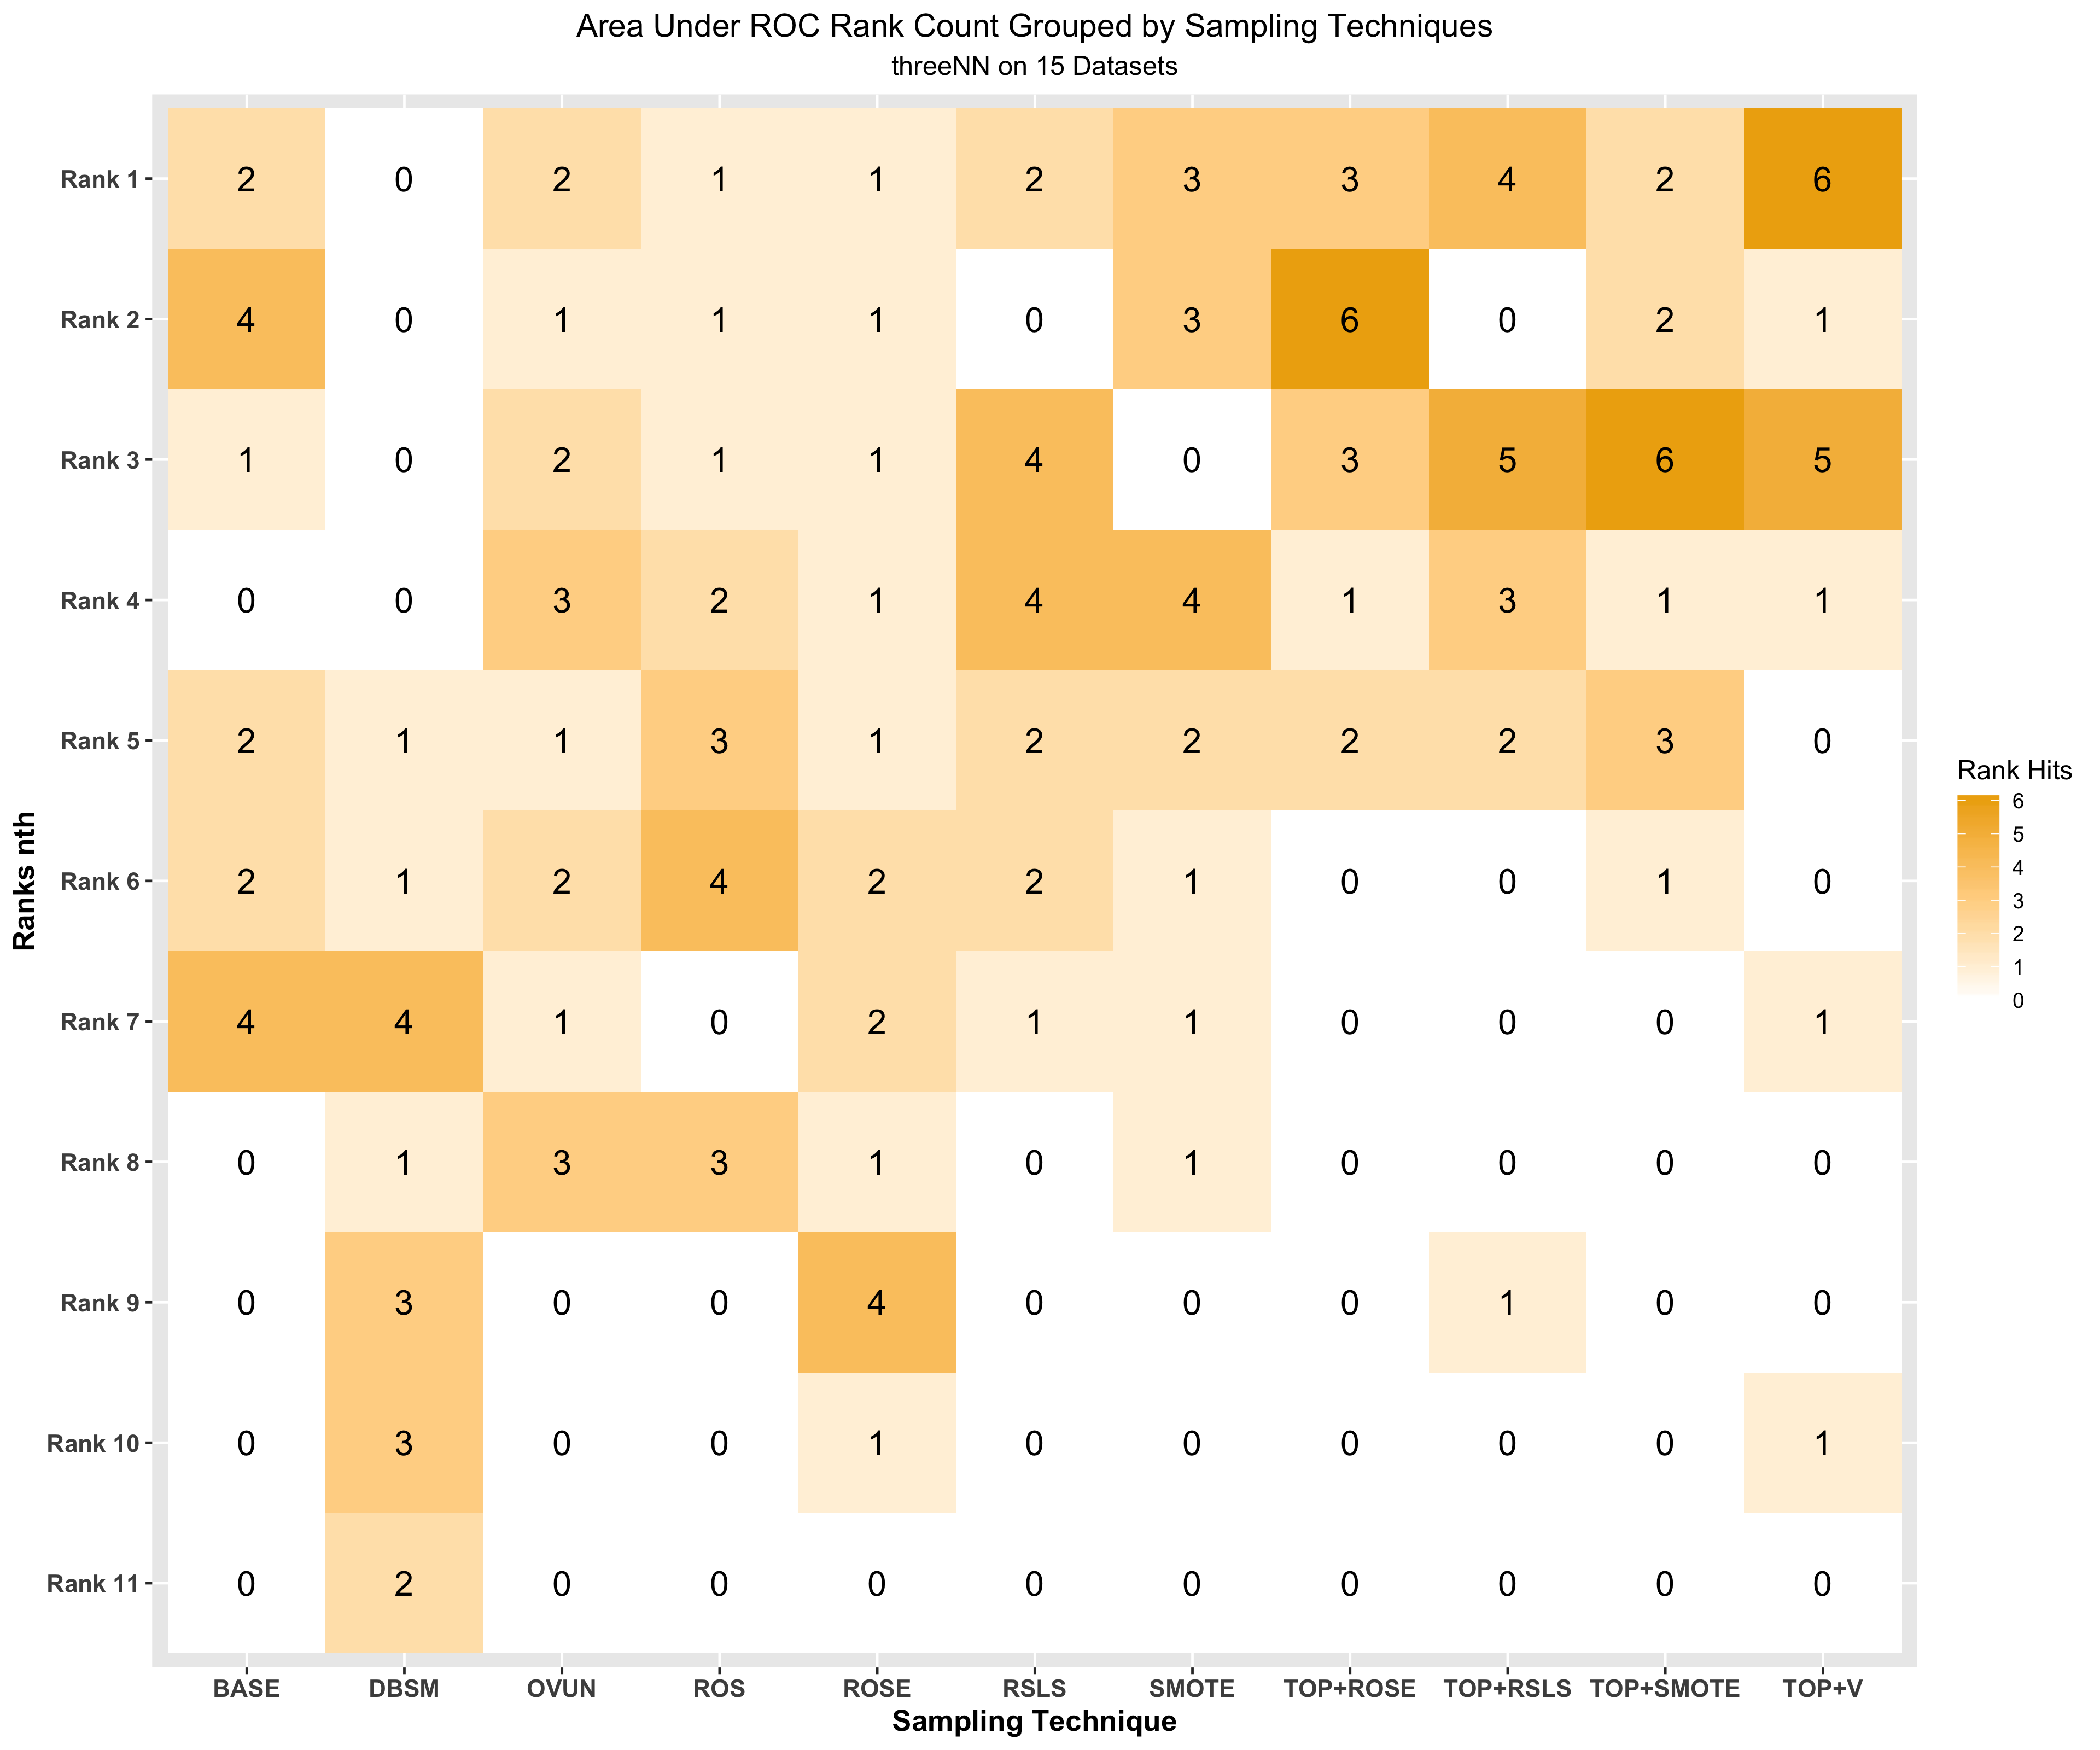 Area Under ROC Rank Count Grouped by Sampling Techniques
threeNN on 15 Datasets
Rank 1 2 0 2 1 1 2 3 3 4 2 6
Rank 2 4 0 1 1 1 0 3 6 0 2 1
Rank 3 1 0 2 1 1 4 0 3 5 6 5
Rank 4 0 0 3 2 1 4 4 1 3 1 1
Rank 5 2 1 1 3 1 2 2 2 2 3 0
Rank 6 2 1 2 4 2 2 1 0 0 1 0
Rank 7 4 4 1 0 2 1 1 0 0 0 1
Rank 8 0 1 3 3 1 0 1 0 0 0 0
Rank 9 0 3 0 0 4 0 0 0 1 0 0
Rank 10 0 3 0 0 1 0 0 0 0 0 1
Rank 11 0 2 0 0 0 0 0 0 0 0 0
BASE DBSM OVUN ROS ROSE RSLS SMOTE TOP+ROSE TOP+RSLS TOP+SMOTE TOP+V
Sampling Technique
Ranks nth
Rank Hits
6
5
4
3
2
1
0